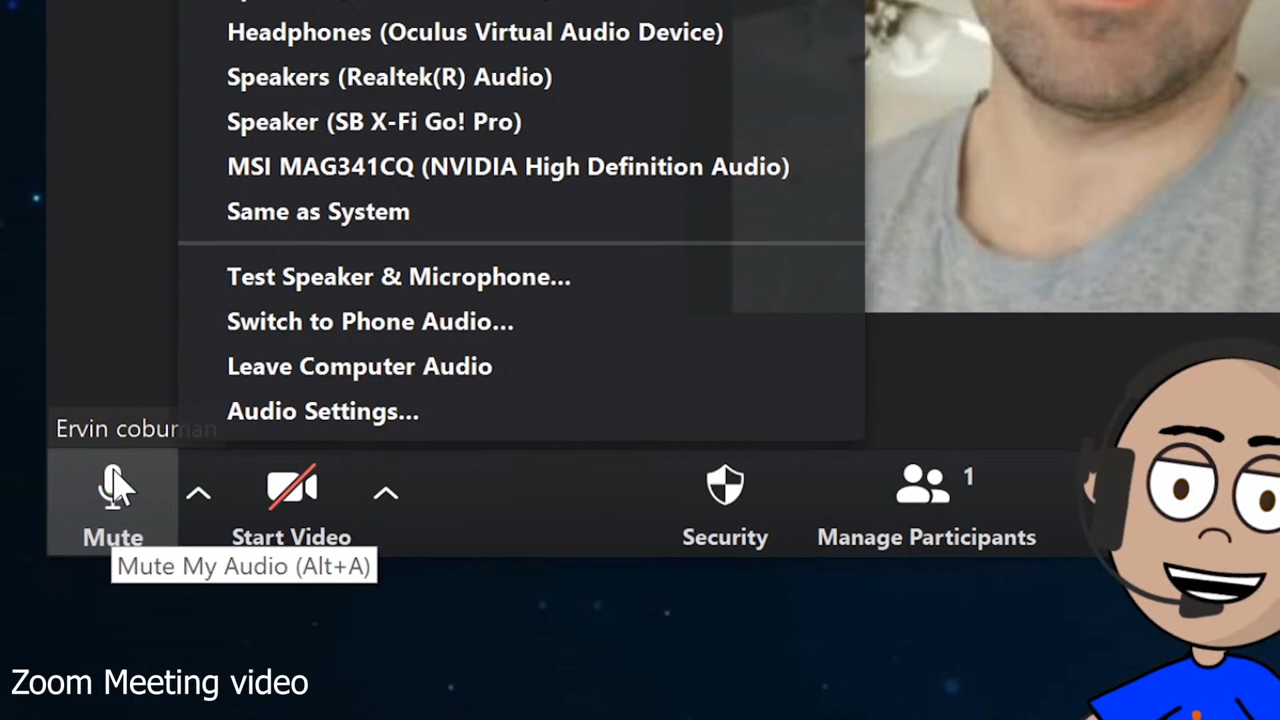 Headphones (Oculus Virtual Audio Device)
Speakers (Realtek(R) Audio)
Speaker (SB X-Fi Go! Pro)
MSI MAG341CQ (NVIDIA High Definition Audio)
Same as System
Test Speaker & Microphone...
Switch to Phone Audio...
Leave Computer Audio
Audio Settings...
Ervin coburnan
1
Mute Start Video Security Manage Participants
Mute My Audio (Alt+A)
Zoom Meeting video